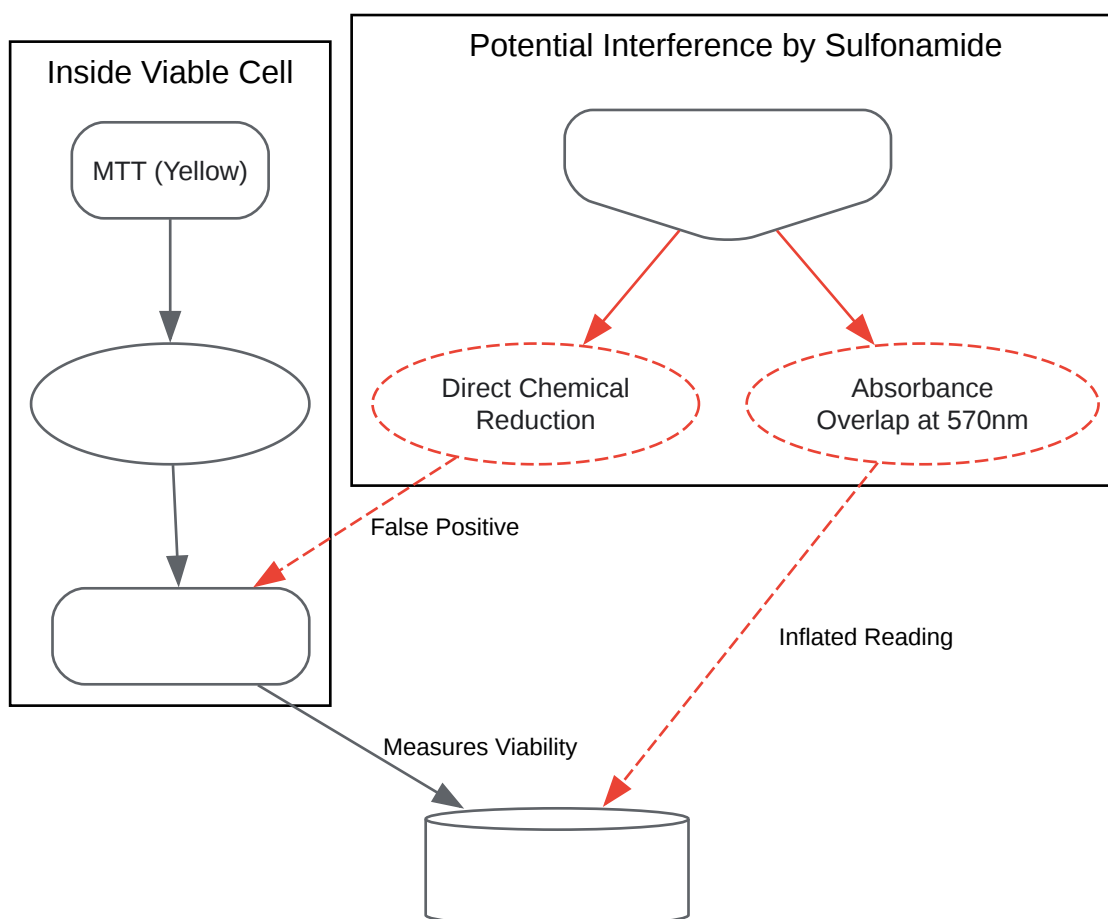 Potential Interference by Sulfonamide
Inside Viable Cell
MTT (Yellow)
Direct Chemical
Reduction
Absorbance
Overlap at 570nm
False Positive
Inflated Reading
Measures Viability